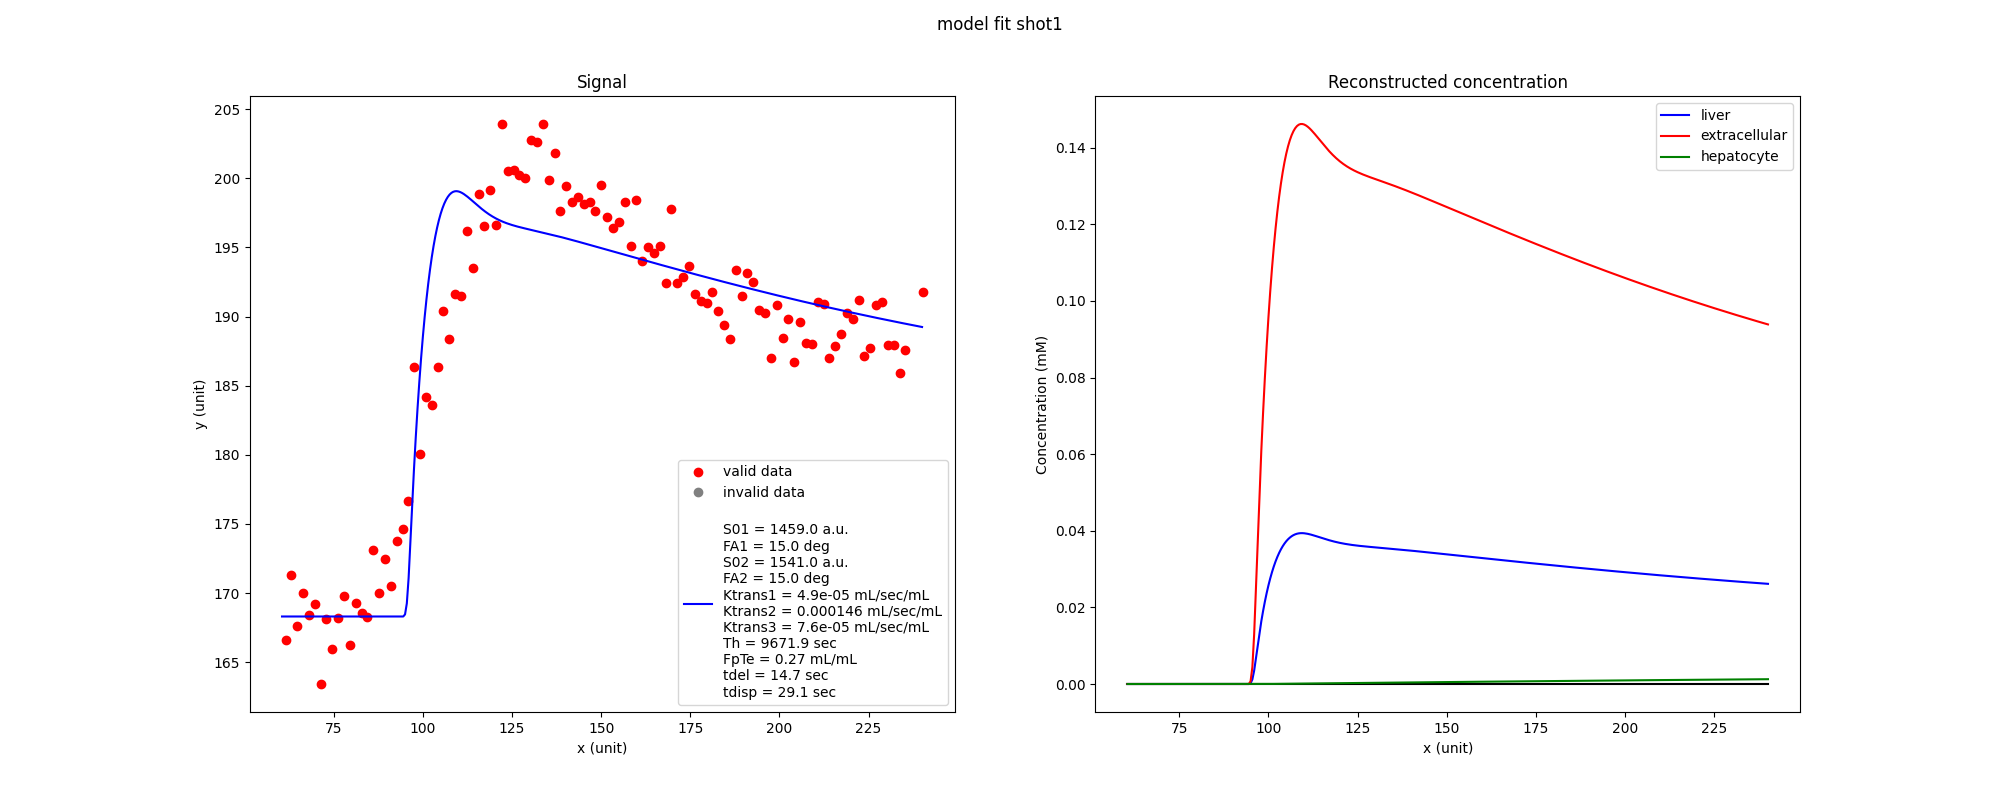 model fit shot1
Signal
205
200
195
190
185
180
175
170
165
y (unit)
75
100
125
150
175
200
225
x (unit)
valid data
invalid data
S01 = 1459.0 a.u.
FA1 = 15.0 deg
S02 = 1541.0 a.u.
FA2 = 15.0 deg
Ktrans1 = 4.9e-05 mL/sec/mL
Ktrans2 = 0.000146 mL/sec/mL
Ktrans3 = 7.6e-05 mL/sec/mL
Th = 9671.9 sec
FpTe = 0.27 mL/mL
tdel = 14.7 sec
tdisp = 29.1 sec
Reconstructed concentration
0.14
0.12
0.10
0.08
0.06
0.04
0.02
0.00
Concentration (mM)
75
100
125
150
175
200
225
x (unit)
liver
extracellular
hepatocyte